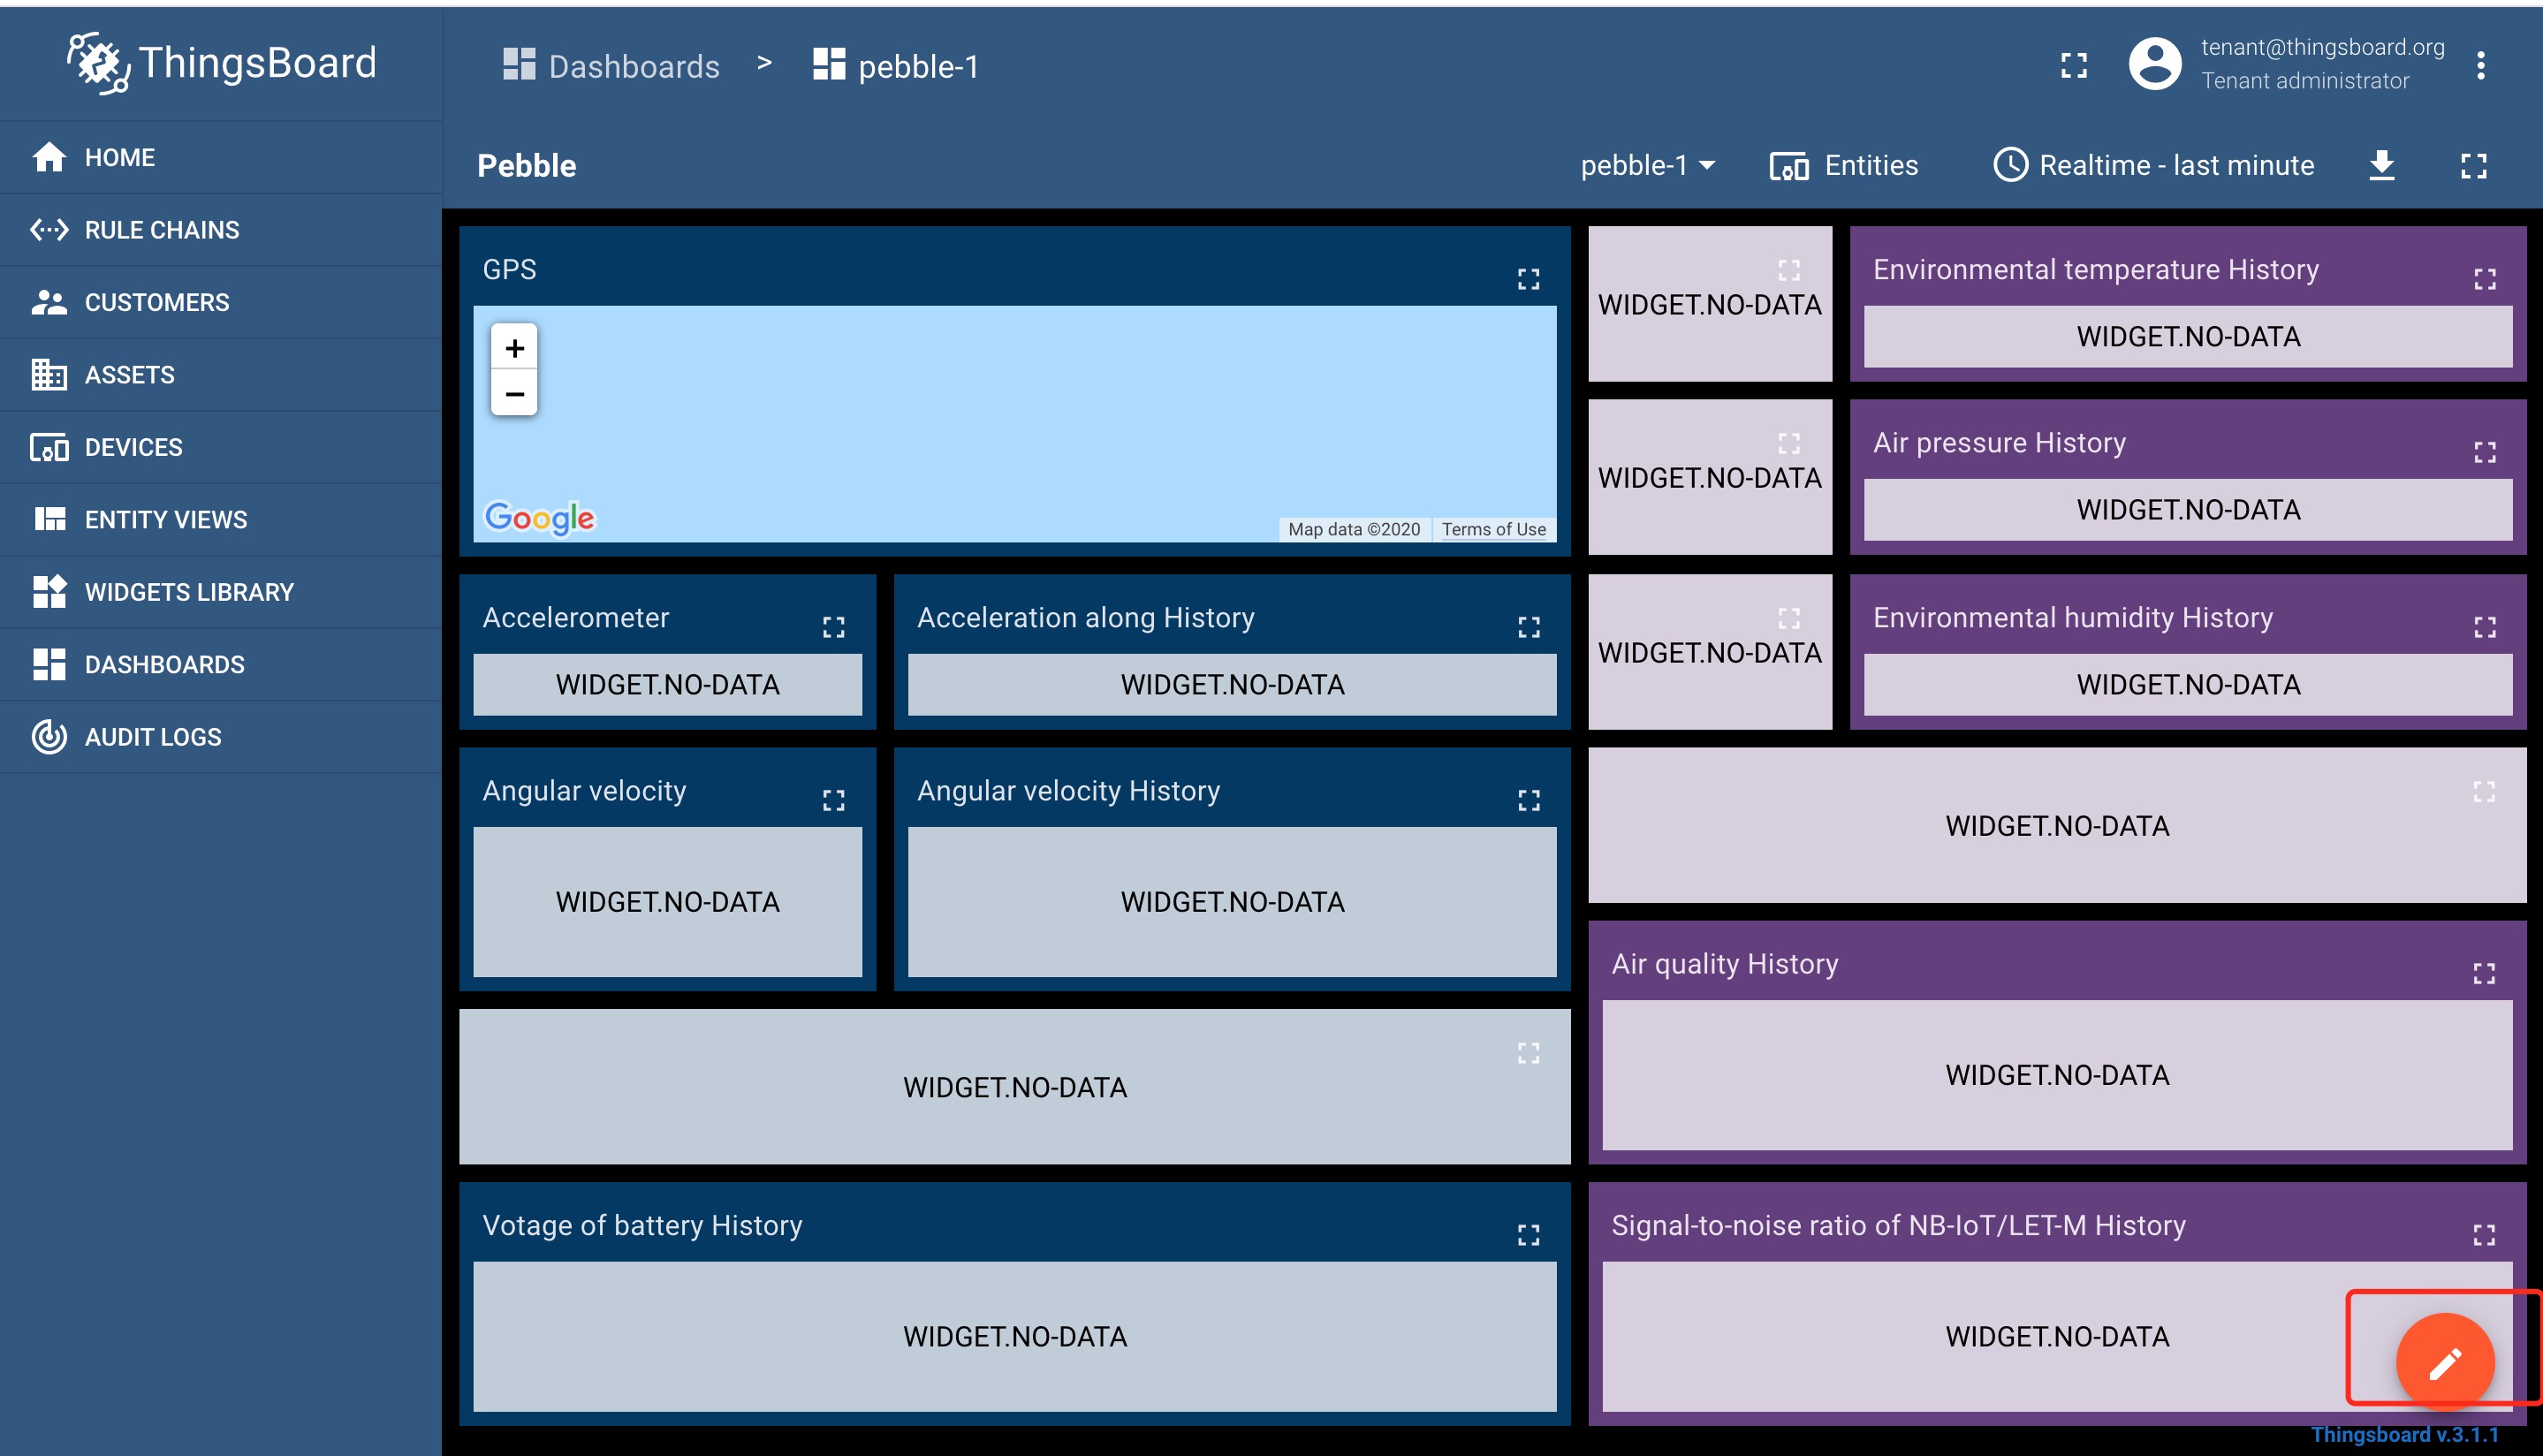 ThingsBoard
Dashboards > pebble-1
tenant@thingsboard.org
Tenant administrator
HOME
RULE CHAINS
CUSTOMERS
ASSETS
DEVICES
ENTITY VIEWS
WIDGETS LIBRARY
DASHBOARDS
AUDIT LOGS
Pebble
pebble-1
Entities
Realtime - last minute
GPS
+
−
Google
Map data ©2020
Terms of Use
WIDGET.NO-DATA
Environmental temperature History
WIDGET.NO-DATA
WIDGET.NO-DATA
Air pressure History
WIDGET.NO-DATA
Accelerometer
WIDGET.NO-DATA
Acceleration along History
WIDGET.NO-DATA
WIDGET.NO-DATA
Environmental humidity History
WIDGET.NO-DATA
Angular velocity
WIDGET.NO-DATA
Angular velocity History
WIDGET.NO-DATA
WIDGET.NO-DATA
Air quality History
WIDGET.NO-DATA
WIDGET.NO-DATA
Votage of battery History
WIDGET.NO-DATA
Signal-to-noise ratio of NB-IoT/LET-M History
WIDGET.NO-DATA
Thingsboard v.3.1.1